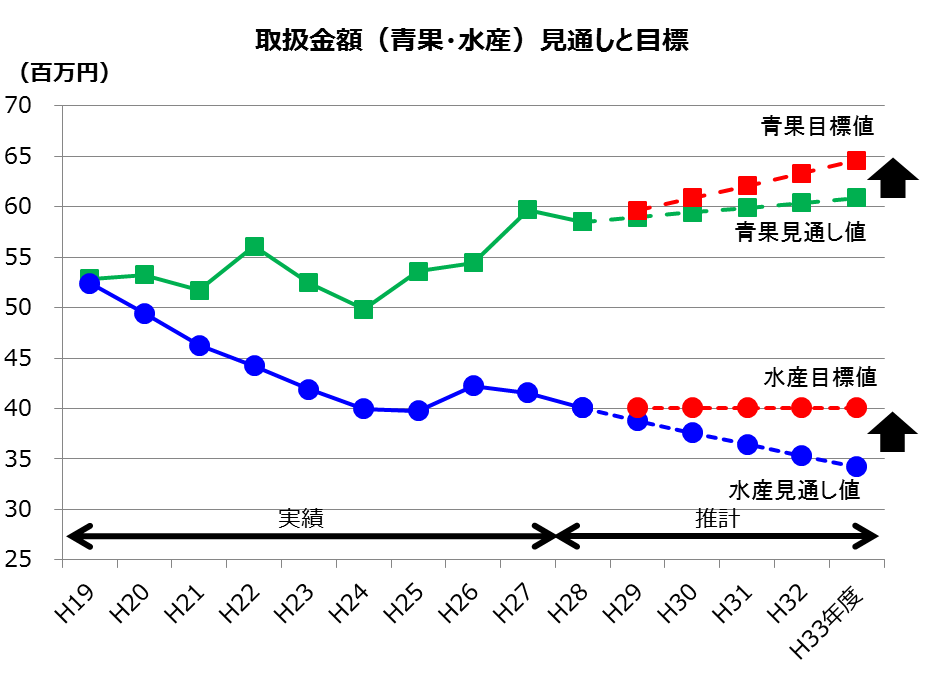 取扱金額（青果・水産）見通しと目標
（百万円）
70
65
60
55
50
45
40
35
30
25
青果目標値
青果見通し値
水産目標値
水産見通し値
実績
推計
H19
H20
H21
H22
H23
H24
H25
H26
H27
H28
H29
H30
H31
H32
H33年度